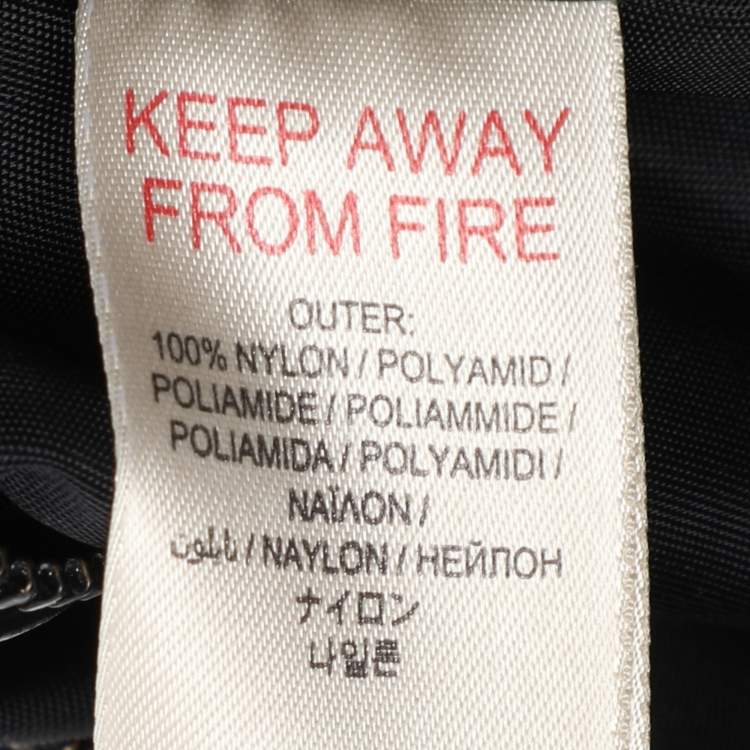 KEEP AWAY
FROM FIRE
OUTER:
100% NYLON / POLYAMID /
POLIAMIDE / POLIAMMIDE /
POLIAMIDA / POLYAMIDI /
ΝΑΪΛΟΝ /
نايلون / NAYLON / НЕЙЛОН
ナイロン
나일론